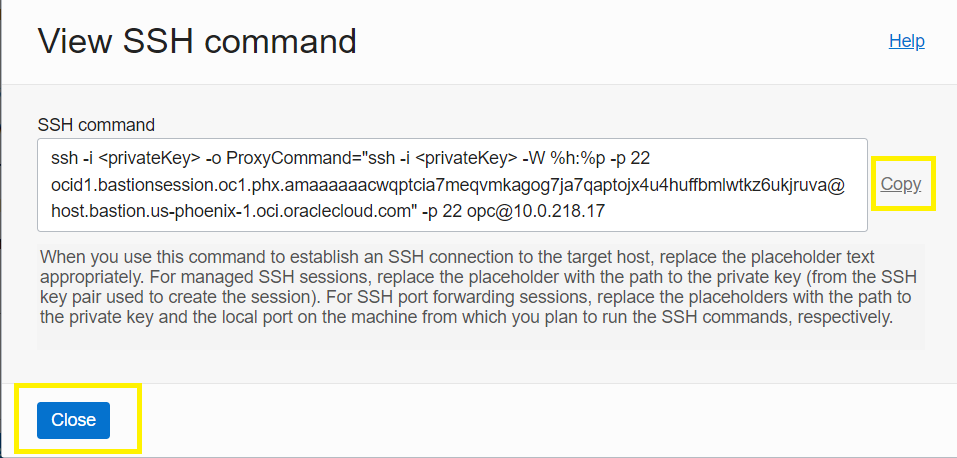 View SSH command
Help
SSH command
ssh -i <privateKey> -o ProxyCommand="ssh -i <privateKey> -W %h:%p -p 22
ocid1.bastionsession.oc1.phx.amaaaaaacwqptcia7meqvmkagog7ja7qaptojx4u4huffbmlwtkz6ukjruva@
host.bastion.us-phoenix-1.oci.oraclecloud.com" -p 22 opc@10.0.218.17
Copy
When you use this command to establish an SSH connection to the target host, replace the placeholder text
appropriately. For managed SSH sessions, replace the placeholder with the path to the private key (from the SSH
key pair used to create the session). For SSH port forwarding sessions, replace the placeholders with the path to
the private key and the local port on the machine from which you plan to run the SSH commands, respectively.
Close